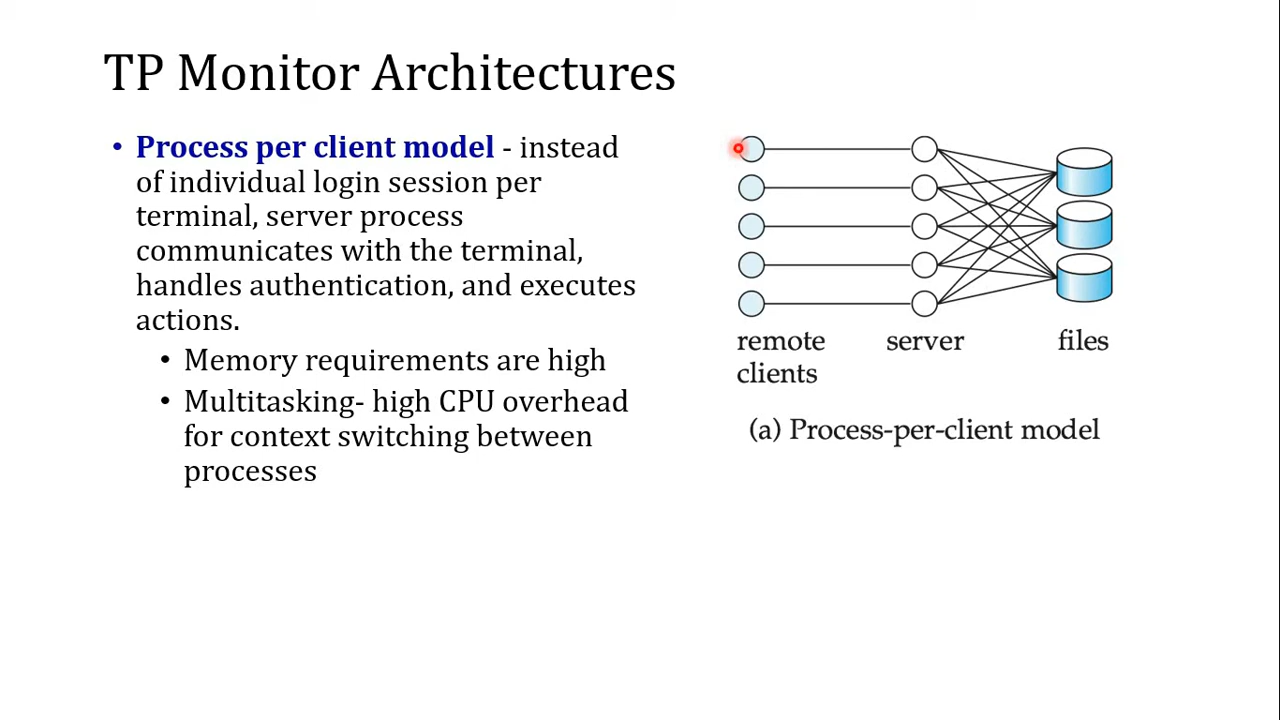 TP Monitor Architectures
• Process per client model - instead
of individual login session per
terminal, server process
communicates with the terminal,
handles authentication, and executes
actions.
• Memory requirements are high
• Multitasking- high CPU overhead
for context switching between
processes
remote
clients
server
files
(a) Process-per-client model